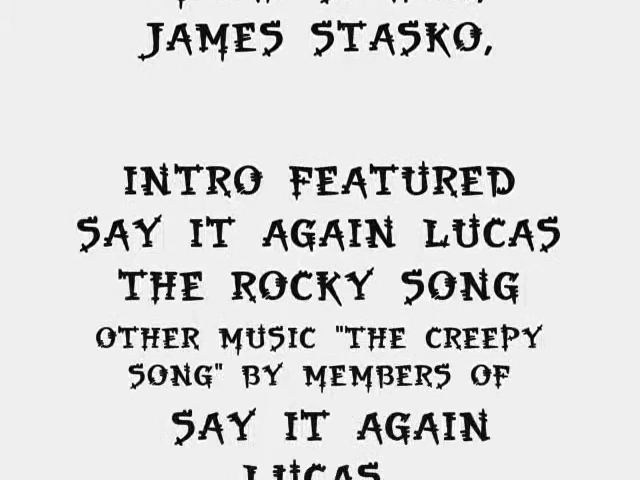 JAMES STASKO,
INTRO FEATURED
SAY IT AGAIN LUCAS
THE ROCKY SONG
OTHER MUSIC "THE CREEPY
SONG" BY MEMBERS OF
SAY IT AGAIN
LUCAS